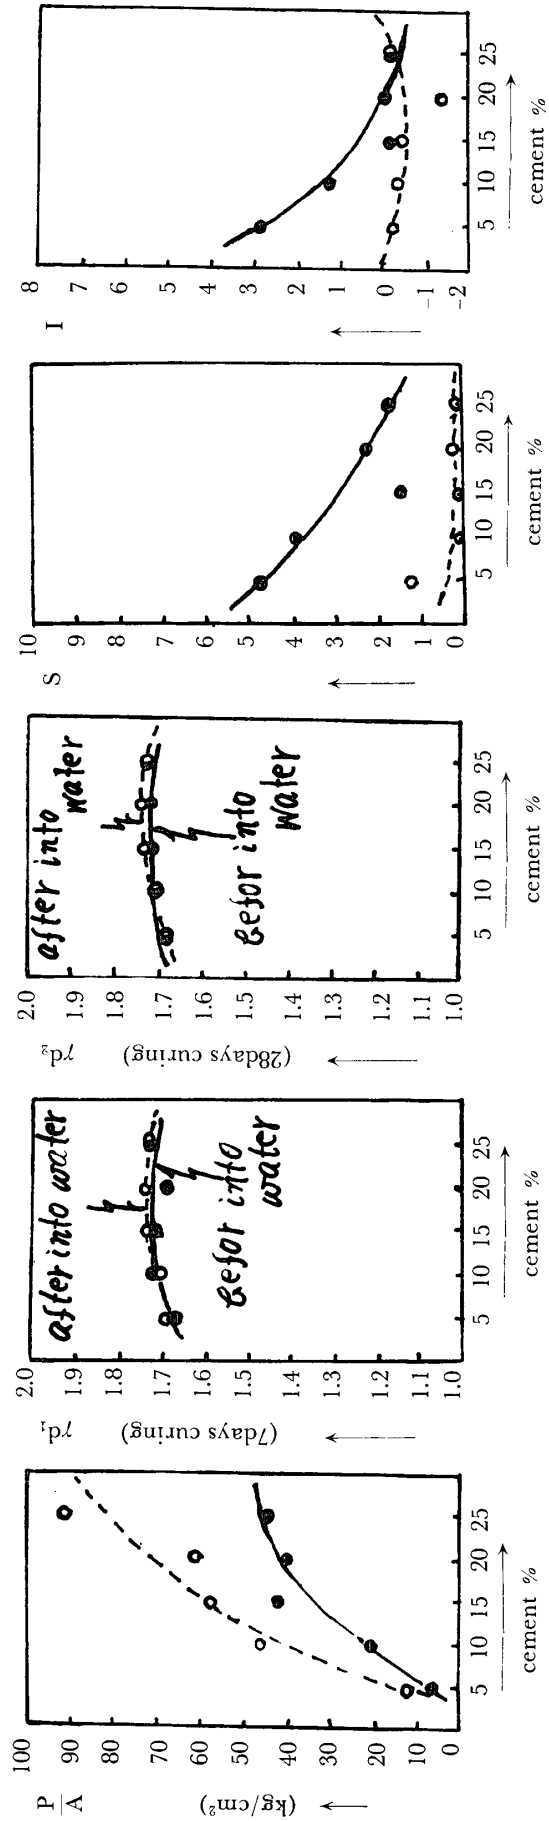 P/A
(kg/cm²)
100
90
80
70
60
50
40
30
20
10
0
5 10 15 20 25
cement %
γd₁
(7days curing)
2.0
1.9
1.8
1.7
1.6
1.5
1.4
1.3
1.2
1.1
1.0
after into water
befor into
water
5 10 15 20 25
cement %
γd₂
(28days curing)
2.0
1.9
1.8
1.7
1.6
1.5
1.4
1.3
1.2
1.1
1.0
after into
water
befor into
water
5 10 15 20 25
cement %
S
10
9
8
7
6
5
4
3
2
1
0
5 10 15 20 25
cement %
I
8
7
6
5
4
3
2
1
0
-1
-2
5 10 15 20 25
cement %